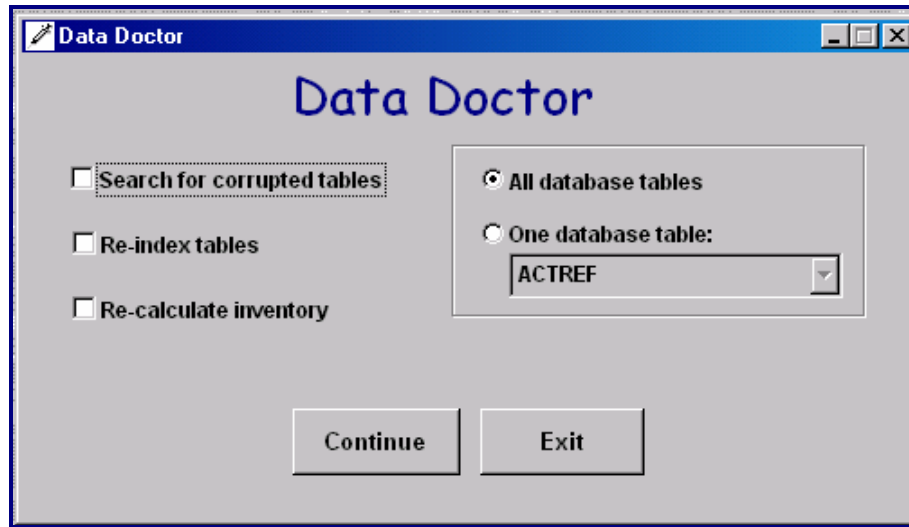 Data Doctor
Data Doctor
Search for corrupted tables
Re-index tables
Re-calculate inventory
All database tables
One database table:
ACTREF
Continue
Exit